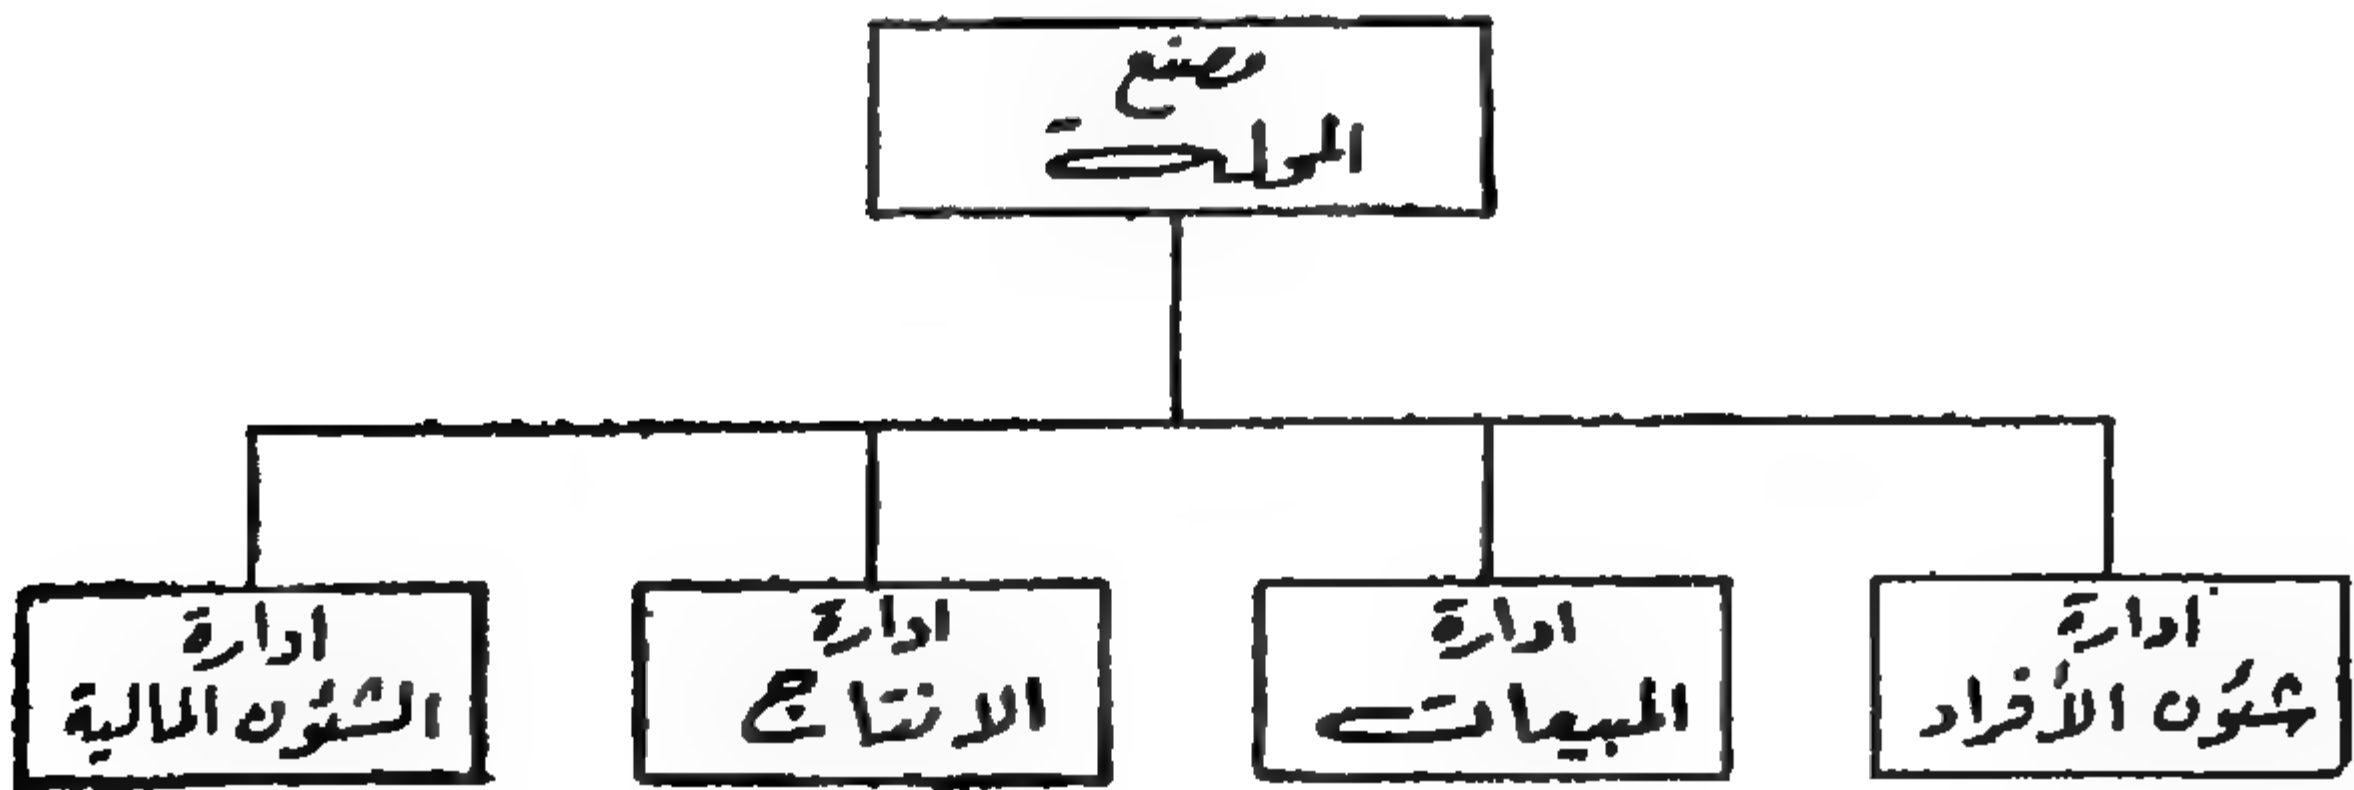 مصنع
ادارة
شئون الأفراد
ادارة
المبيعات
ادارة
الانتاج
ادارة
الشئون المالية